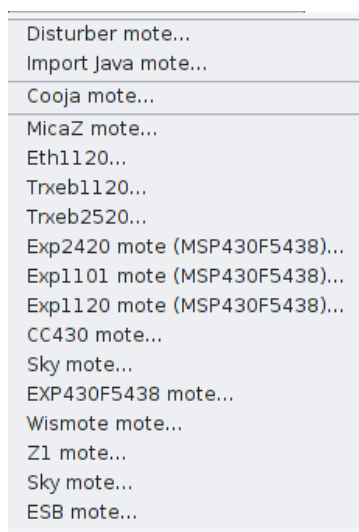 Disturber mote...
Import Java mote...
Cooja mote...
MicaZ mote...
Eth1120...
Trxeb1120...
Trxeb2520...
Exp2420 mote (MSP430F5438)...
Exp1101 mote (MSP430F5438)...
Exp1120 mote (MSP430F5438)...
CC430 mote...
Sky mote...
EXP430F5438 mote...
Wismote mote...
Z1 mote...
Sky mote...
ESB mote...